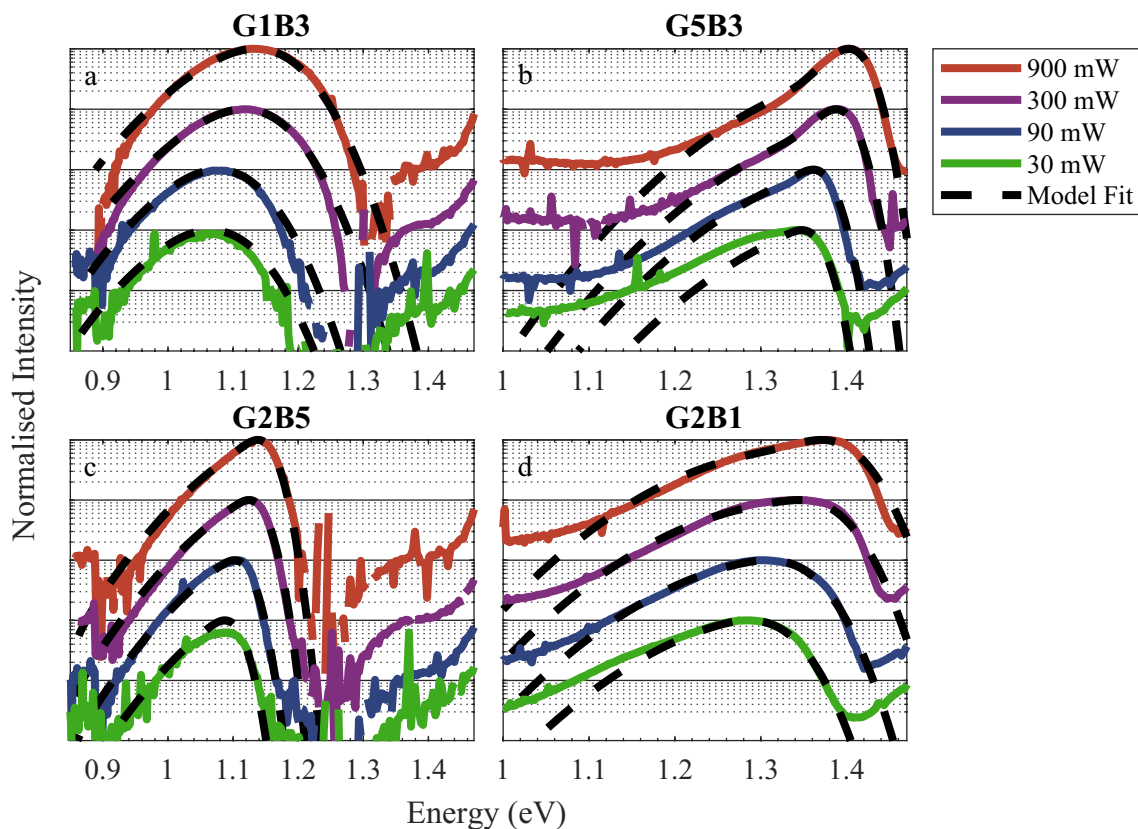 G1B3
G5B3
900 mW
300 mW
90 mW
30 mW
Model Fit
a
b
0.9 1 1.1 1.2 1.3 1.4
1 1.1 1.2 1.3 1.4
G2B5
G2B1
c
d
0.9 1 1.1 1.2 1.3 1.4
1 1.1 1.2 1.3 1.4
Normalised Intensity
Energy (eV)